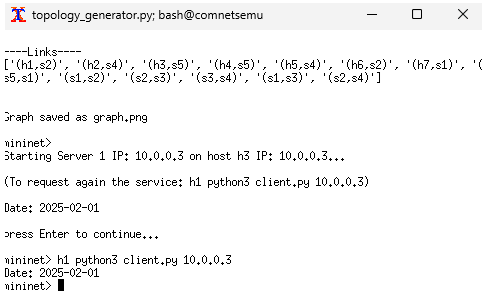 topology_generator.py; bash@comnetsemu
----Links----
['(h1,s2)', '(h2,s4)', '(h3,s5)', '(h4,s5)', '(h5,s4)', '(h6,s2)', '(h7,s1)', '(
s5,s1)', '(s1,s2)', '(s2,s3)', '(s3,s4)', '(s1,s3)', '(s2,s4)']
Graph saved as graph.png
mininet>
Starting Server 1 IP: 10.0.0.3 on host h3 IP: 10.0.0.3...
(To request again the service: h1 python3 client.py 10.0.0.3)
Date: 2025-02-01
press Enter to continue...
mininet> h1 python3 client.py 10.0.0.3
Date: 2025-02-01
mininet>